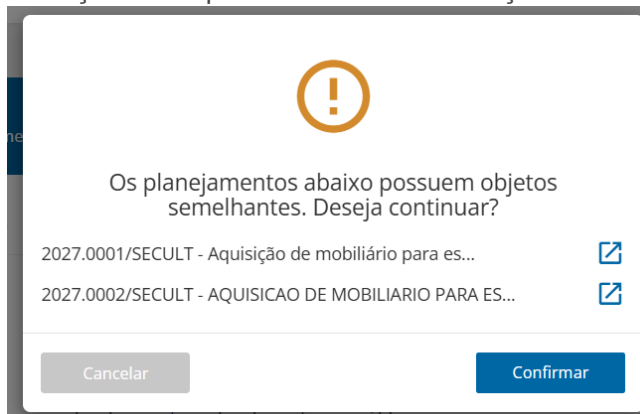 Os planejamentos abaixo possuem objetos
semelhantes. Deseja continuar?
2027.0001/SECULT - Aquisição de mobiliário para es...
2027.0002/SECULT - AQUISICAO DE MOBILIARIO PARA ES...
Cancelar
Confirmar